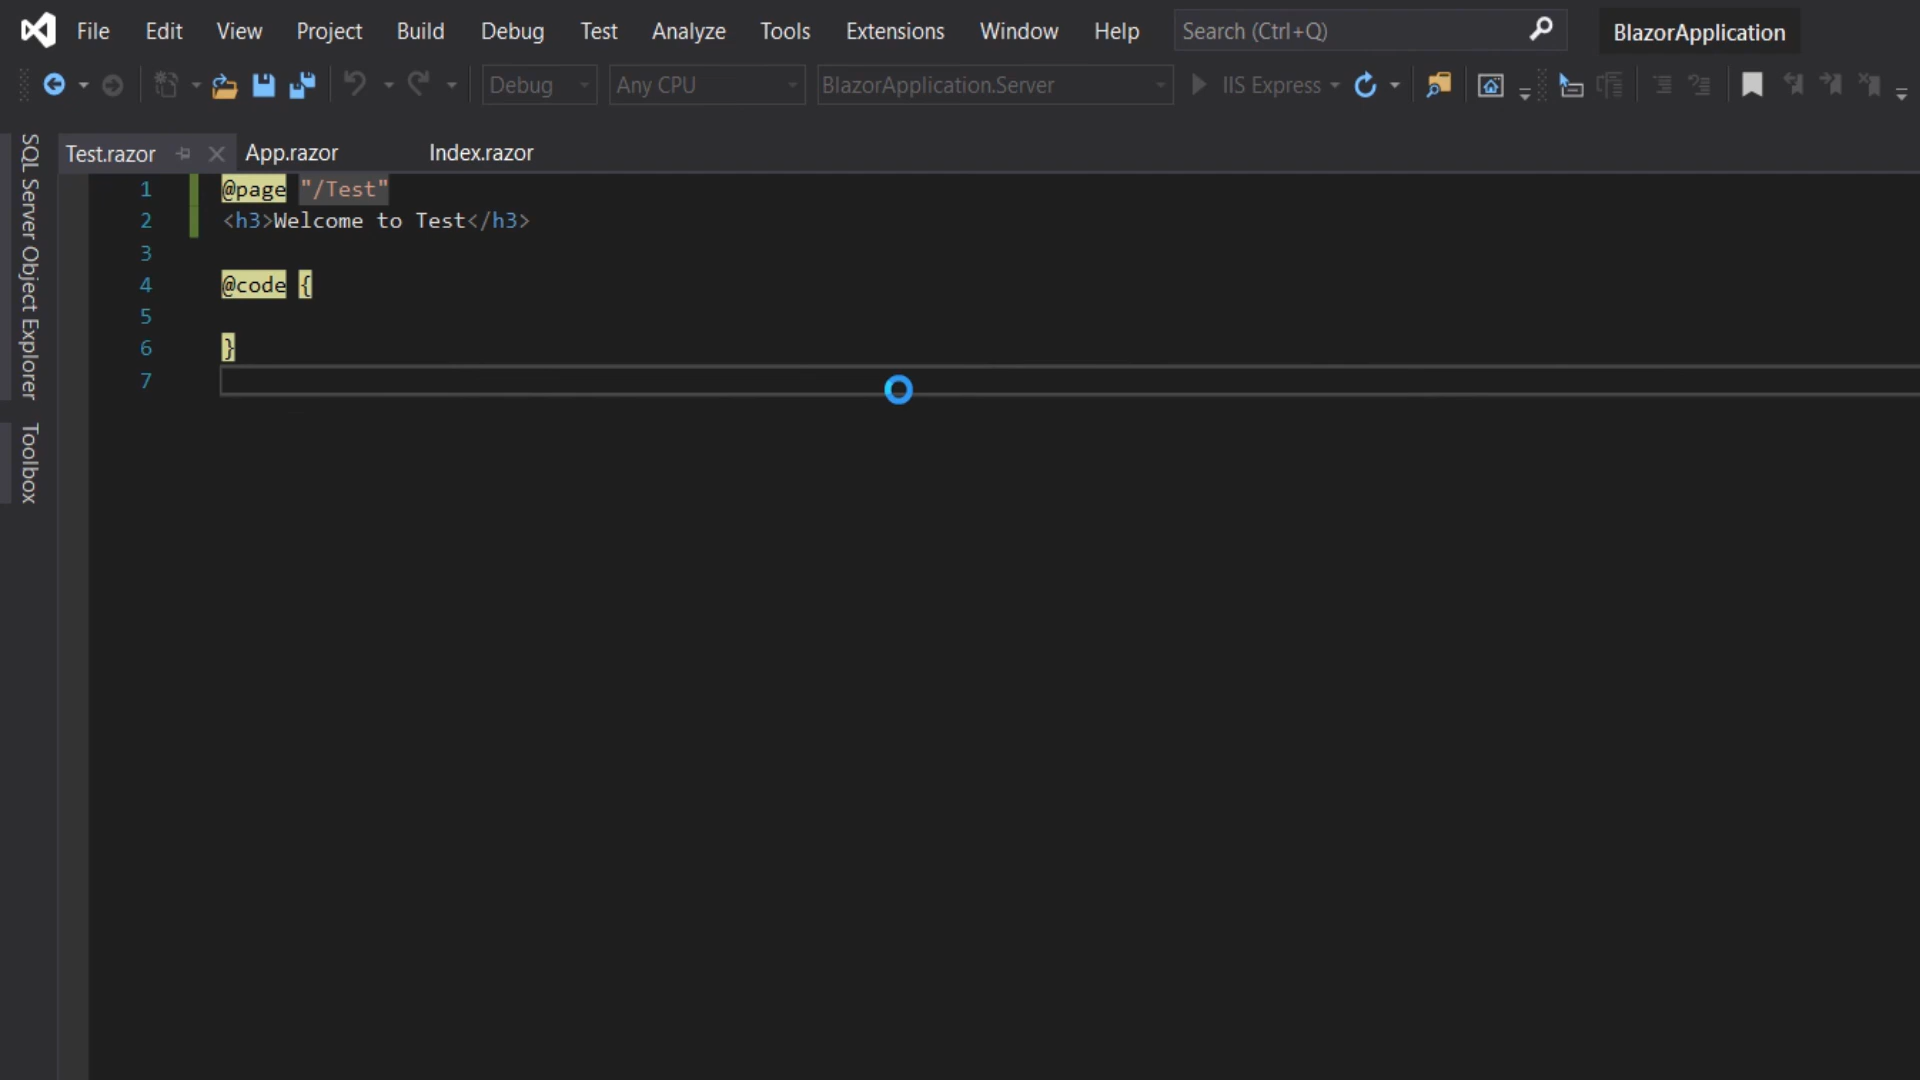 File Edit View Project Build Debug Test Analyze Tools Extensions Window Help Search (Ctrl+Q) BlazorApplication
Debug Any CPU BlazorApplication.Server IIS Express
SQL Server Object Explorer
Toolbox
Test.razor App.razor Index.razor
1 @page "/Test"
2 <h3>Welcome to Test</h3>
3
4 @code {
5
6 }
7